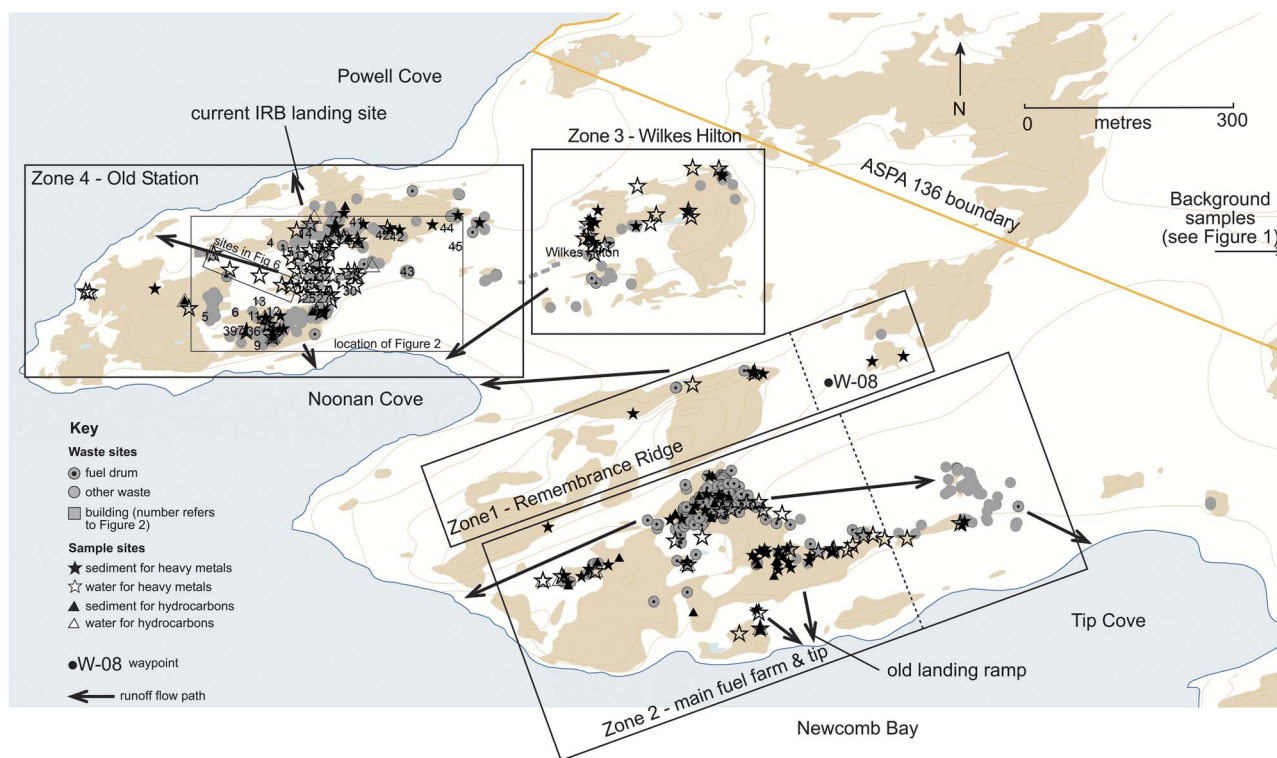 Powell Cove
current IRB landing site
Zone 4 - Old Station
Zone 3 - Wilkes Hilton
N
0 metres 300
ASPA 136 boundary
Background
samples
(see Figure 1)
sites in Fig 6
4
41
42
42
44
45
43
30
13
12
11
5
6
9
Wilkes Hilton
location of Figure 2
Noonan Cove
W-08
Zone1 - Remembrance Ridge
Key
Waste sites
fuel drum
other waste
building (number refers
to Figure 2)
Sample sites
sediment for heavy metals
water for heavy metals
sediment for hydrocarbons
water for hydrocarbons
W-08 waypoint
runoff flow path
Zone 2 - main fuel farm & tip
old landing ramp
Tip Cove
Newcomb Bay